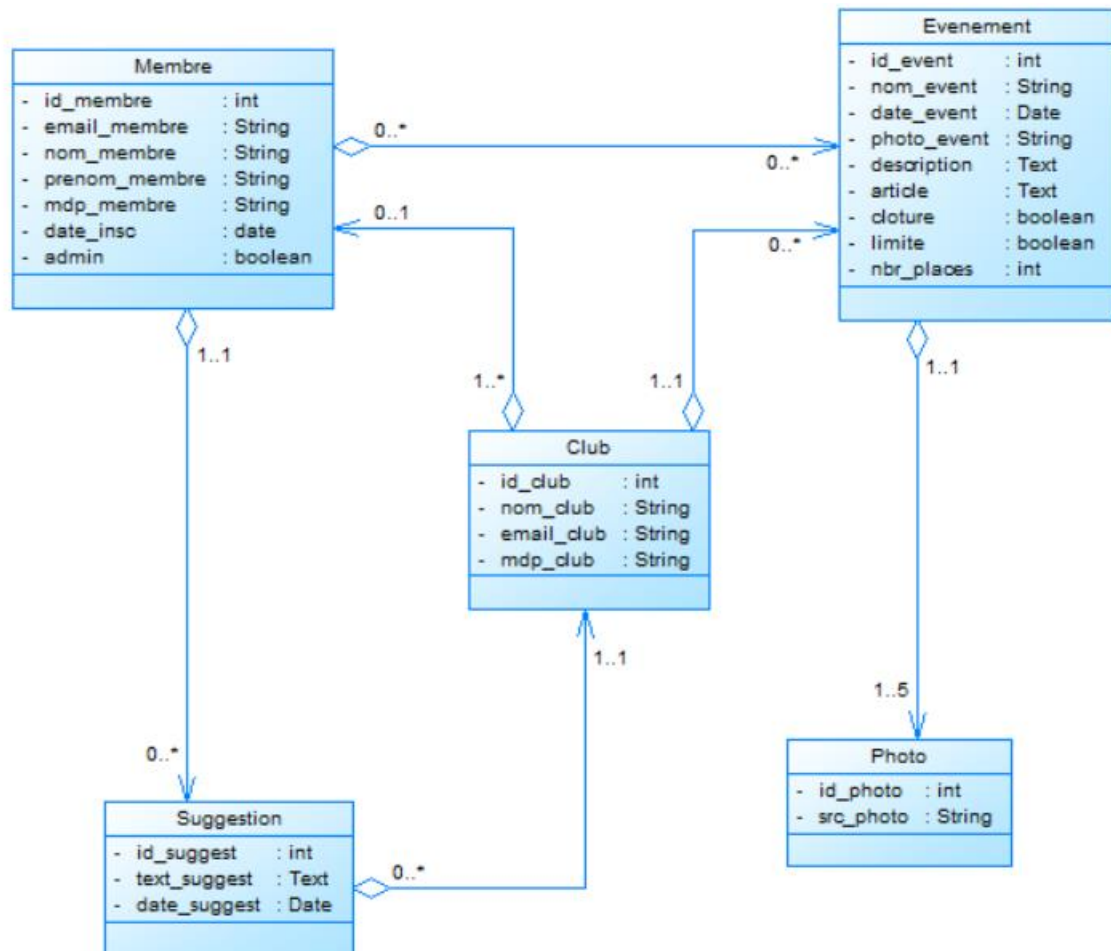 Membre
- id_membre : int
- email_membre : String
- nom_membre : String
- prenom_membre : String
- mdp_membre : String
- date_insc : date
- admin : boolean
Evenement
- id_event : int
- nom_event : String
- date_event : Date
- photo_event : String
- description : Text
- article : Text
- cloture : boolean
- limite : boolean
- nbr_places : int
0..*
0..*
0..1
0..*
1..1
1..*
1..1
1..1
Club
- id_club : int
- nom_club : String
- email_club : String
- mdp_club : String
1..1
1..5
0..*
Photo
- id_photo : int
- src_photo : String
Suggestion
- id_suggest : int
- text_suggest : Text
- date_suggest : Date
0..*